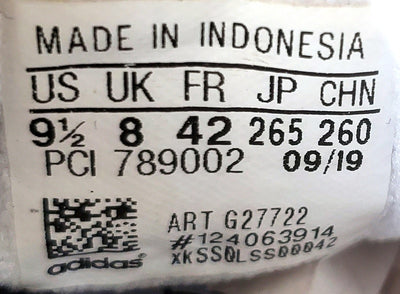 MADE IN INDONESIA
US UK FR JP CHN
9½ 8 42 265 260
PCI 789002 09/19
ART G27722
#124063914
XKSS0LSS00042
adidas